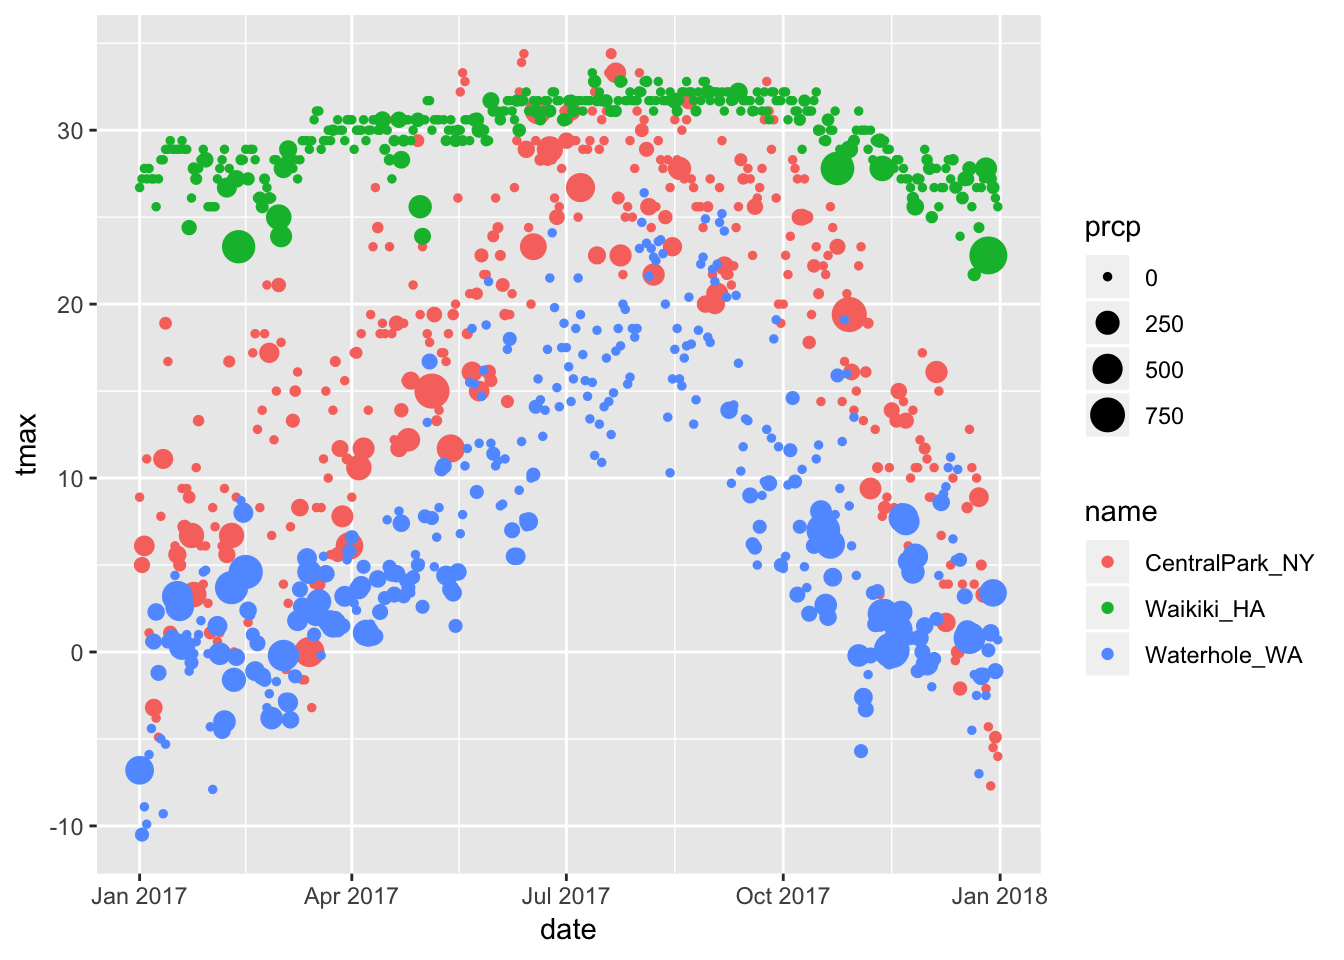 tmax
30
20
10
0
-10
Jan 2017
Apr 2017
Jul 2017
Oct 2017
Jan 2018
date
prcp
0
250
500
750
name
CentralPark_NY
Waikiki_HA
Waterhole_WA